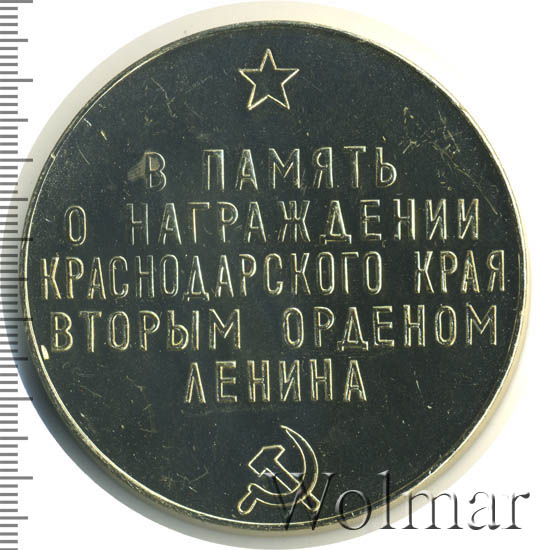 В ПАМЯТЬ
О НАГРАЖДЕНИИ
КРАСНОДАРСКОГО КРАЯ
ВТОРЫМ ОРДЕНОМ
ЛЕНИНА
Wolmar